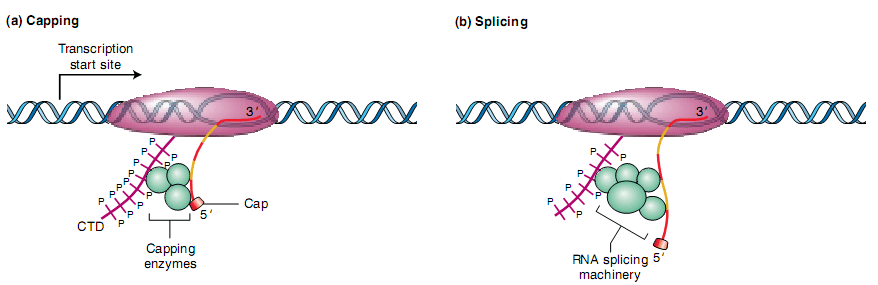 (a) Capping
Transcription
start site
3′
P
P
P
P
P
P
P
P
P
P
P
P
P
P
CTD
5′
Cap
Capping
enzymes
(b) Splicing
3′
P
P
P
P
P
P
P
P
RNA splicing 5′
machinery